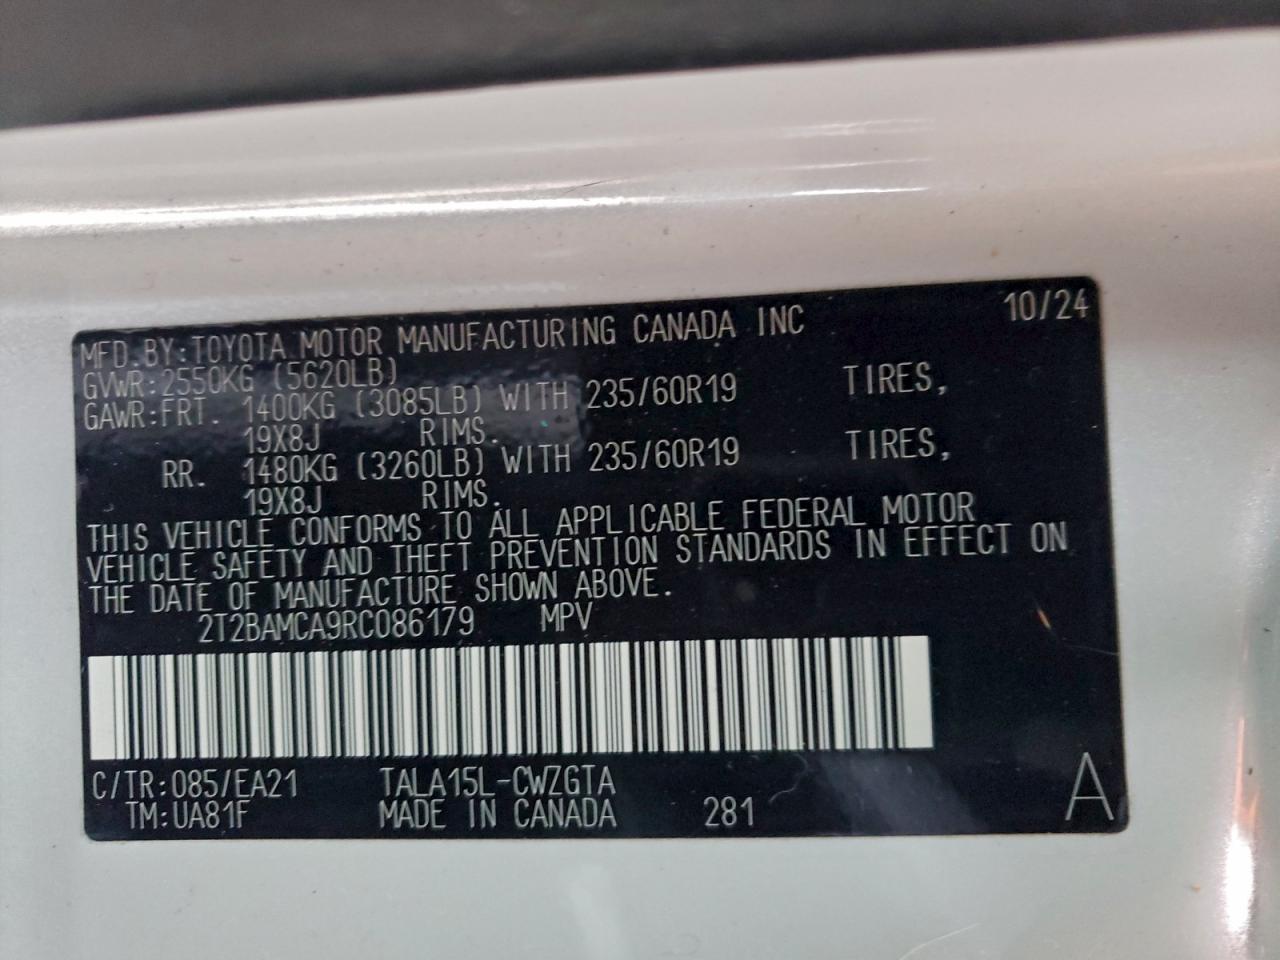 10/24
MFD.BY:TOYOTA MOTOR MANUFACTURING CANADA INC
GVWR:2550KG (5620LB)
GAWR:FRT. 1400KG (3085LB) WITH 235/60R19 TIRES,
19X8J RIMS.
RR. 1480KG (3260LB) WITH 235/60R19 TIRES,
19X8J RIMS.
THIS VEHICLE CONFORMS TO ALL APPLICABLE FEDERAL MOTOR
VEHICLE SAFETY AND THEFT PREVENTION STANDARDS IN EFFECT ON
THE DATE OF MANUFACTURE SHOWN ABOVE.
2T2BAMCA9RC086179 MPV
C/TR:085/EA21 TALA15L-CWZGTA
TM:UA81F MADE IN CANADA 281
A